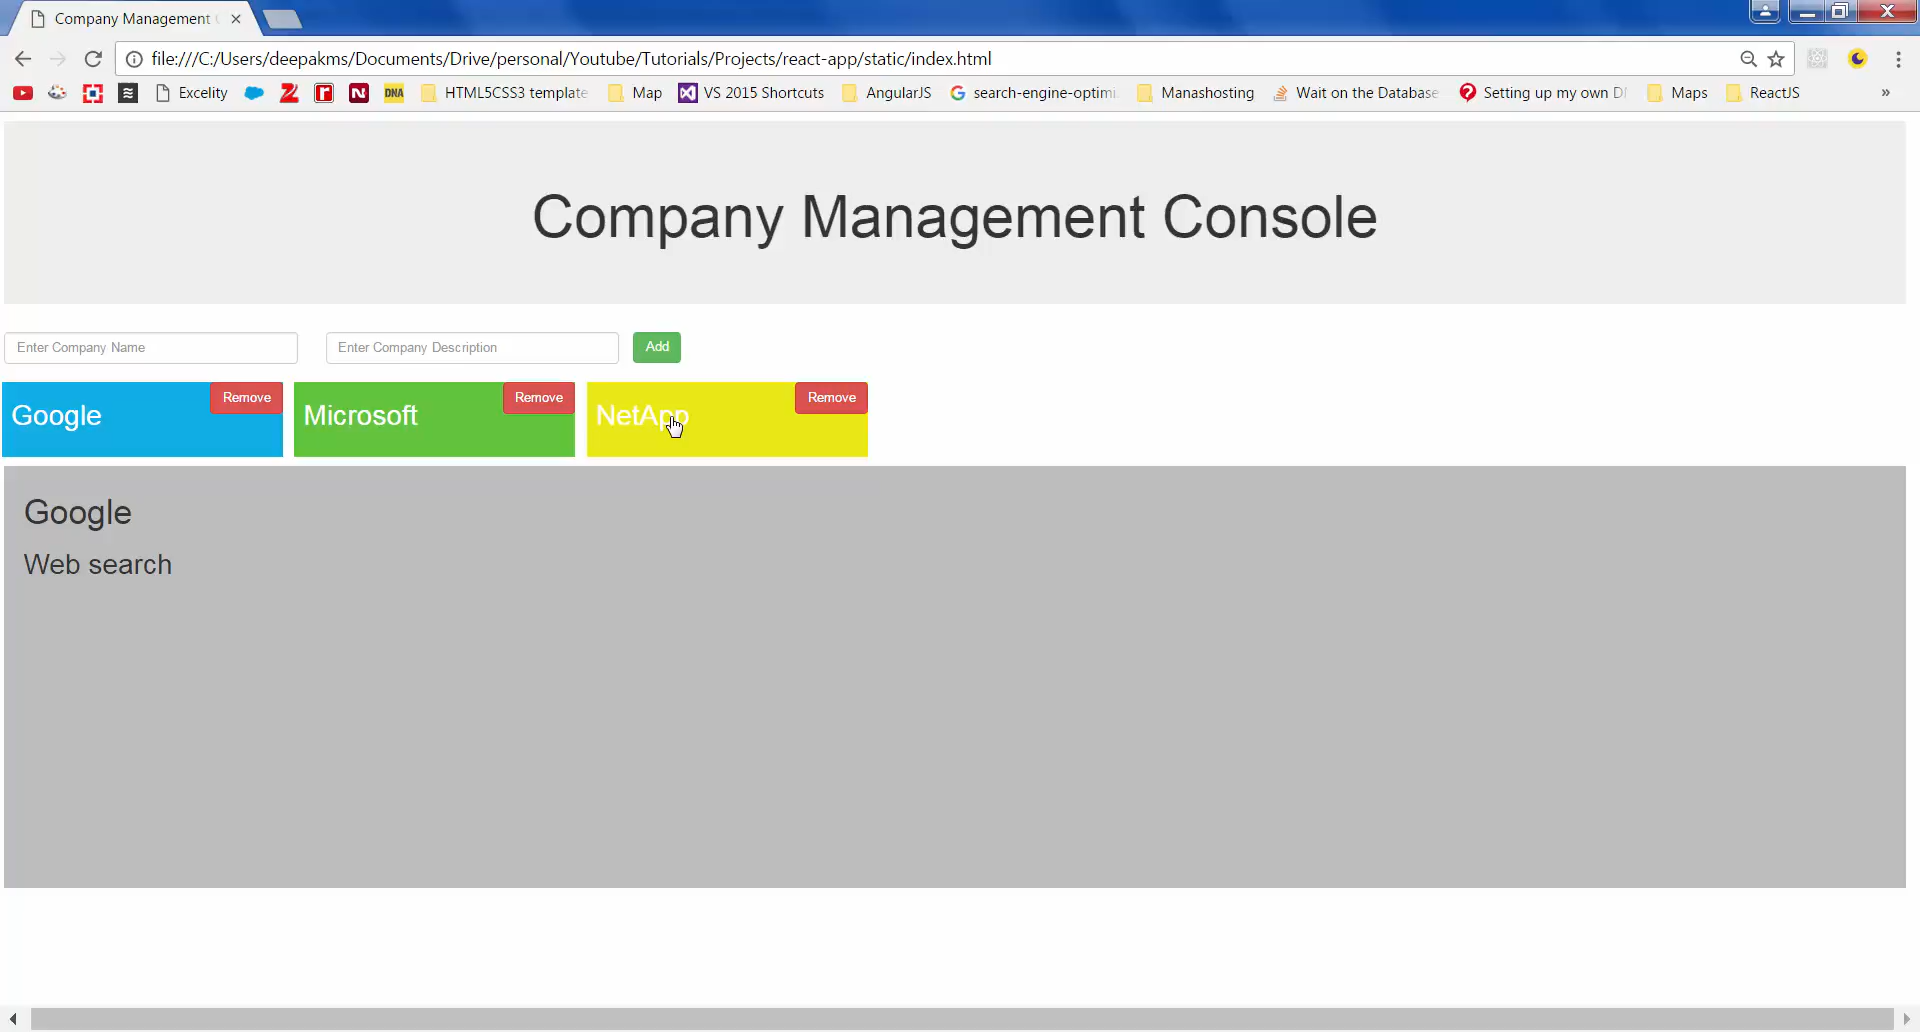 Company Management
file:///C:/Users/deepakms/Documents/Drive/personal/Youtube/Tutorials/Projects/react-app/static/index.html
Excelity DNA HTML5CSS3 template Map VS 2015 Shortcuts AngularJS search-engine-optimi Manashosting Wait on the Database Setting up my own Maps ReactJS »
Company Management Console
Enter Company Name Enter Company Description Add
Google Remove Microsoft Remove NetApp Remove
Google
Web search